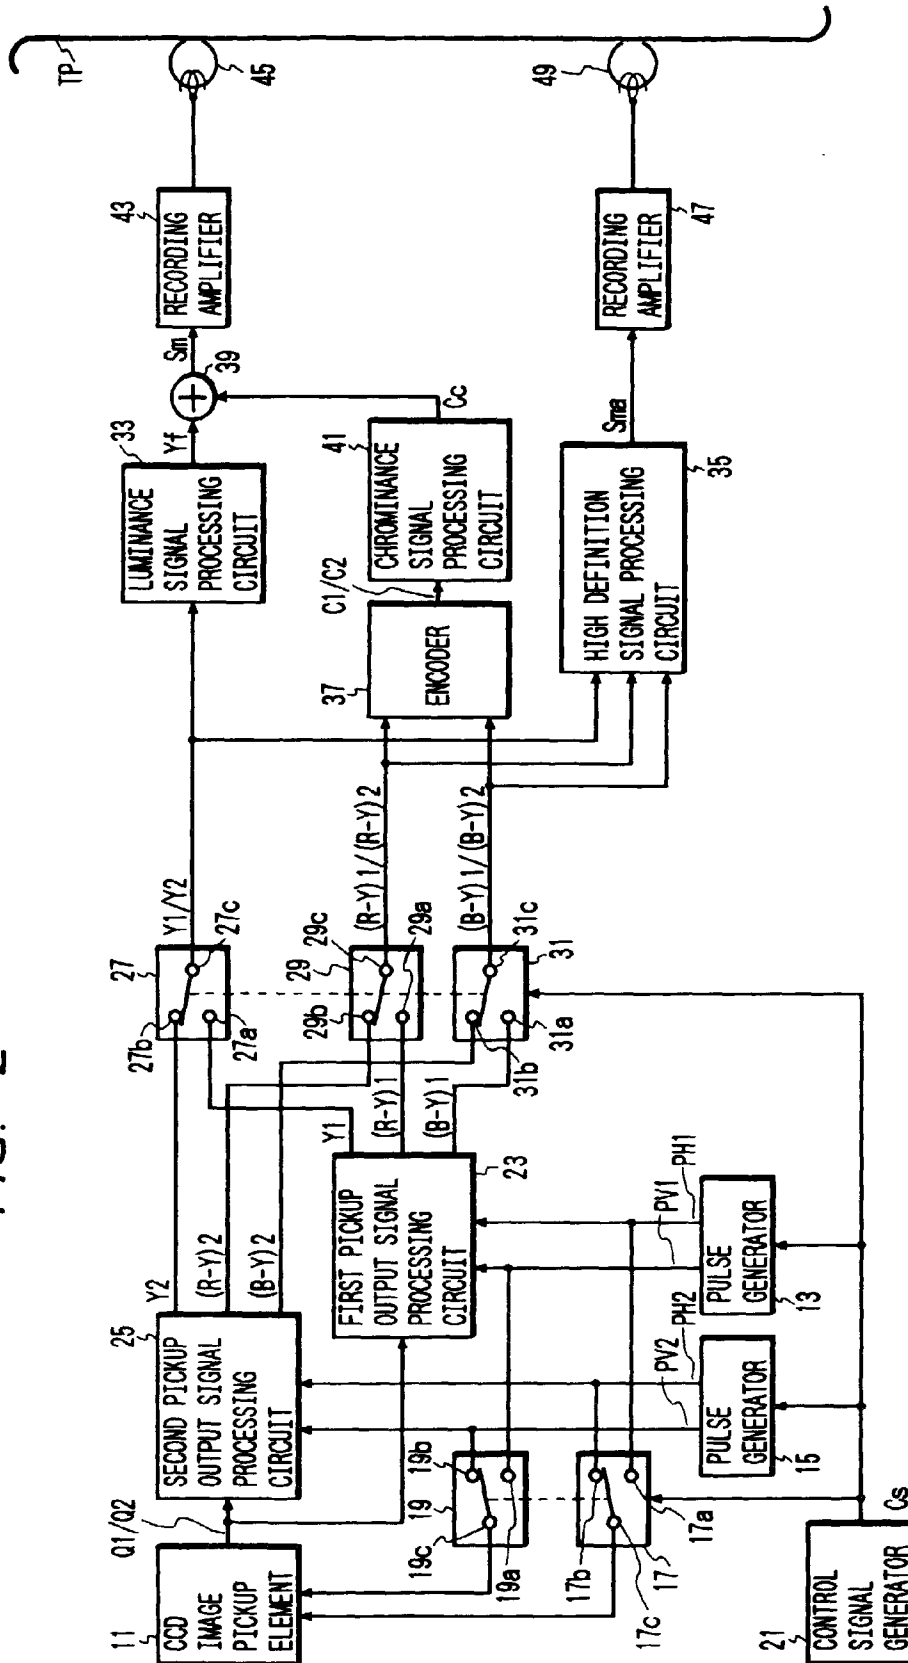 FIG. 2
11
CCD
IMAGE
PICKUP
ELEMENT
Q1/Q2
25
SECOND PICKUP
OUTPUT SIGNAL
PROCESSING
CIRCUIT
Y2
(R-Y)2
(B-Y)2
FIRST PICKUP
OUTPUT SIGNAL
PROCESSING
CIRCUIT
23
Y1
(R-Y)1
(B-Y)1
19
19b
19c
19a
17b
17
17c
17a
PV2
PH2
PV1
PH1
PULSE
GENERATOR
15
PULSE
GENERATOR
13
21
CONTROL
SIGNAL
GENERATOR
Cs
27
27b
27a
27c
Y1/Y2
29
29b
29c
29a
(R-Y)1/(R-Y)2
31
31b
31a
31c
(B-Y)1/(B-Y)2
33
LUMINANCE
SIGNAL
PROCESSING
CIRCUIT
Yf
39
Sm
37
ENCODER
C1/C2
41
CHROMINANCE
SIGNAL
PROCESSING
CIRCUIT
Cc
HIGH DEFINITION
SIGNAL PROCESSING
CIRCUIT
35
Sma
43
RECORDING
AMPLIFIER
RECORDING
AMPLIFIER
47
TP
45
49